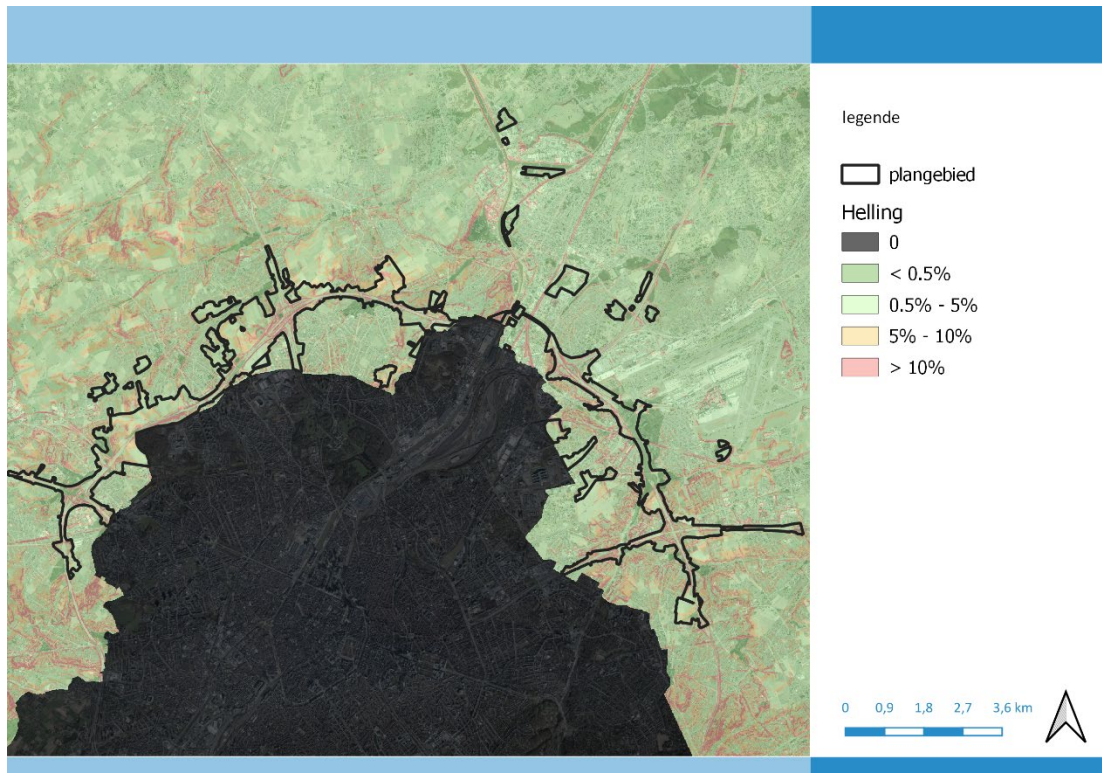 legende
plangebied
Helling
0
< 0.5%
0.5% - 5%
5% - 10%
> 10%
0 0,9 1,8 2,7 3,6 km